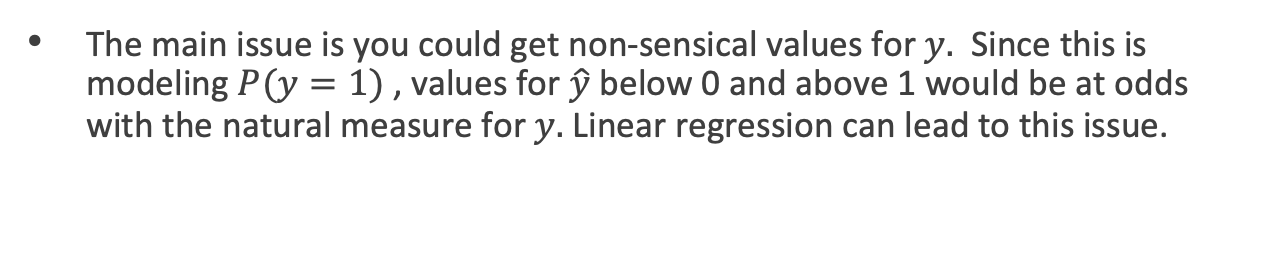 • The main issue is you could get non-sensical values for y. Since this is
modeling P(y = 1) , values for ŷ below 0 and above 1 would be at odds
with the natural measure for y. Linear regression can lead to this issue.